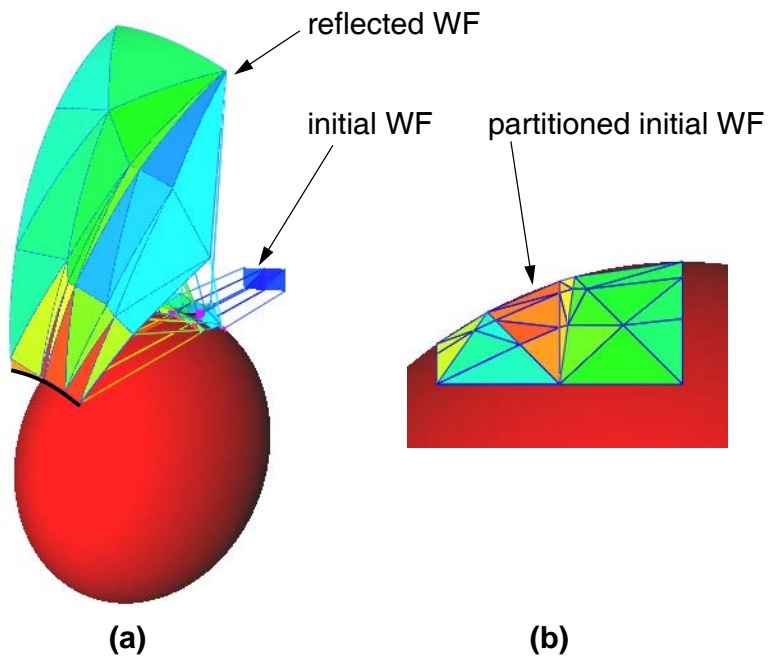 reflected WF
initial WF
partitioned initial WF
(a)
(b)